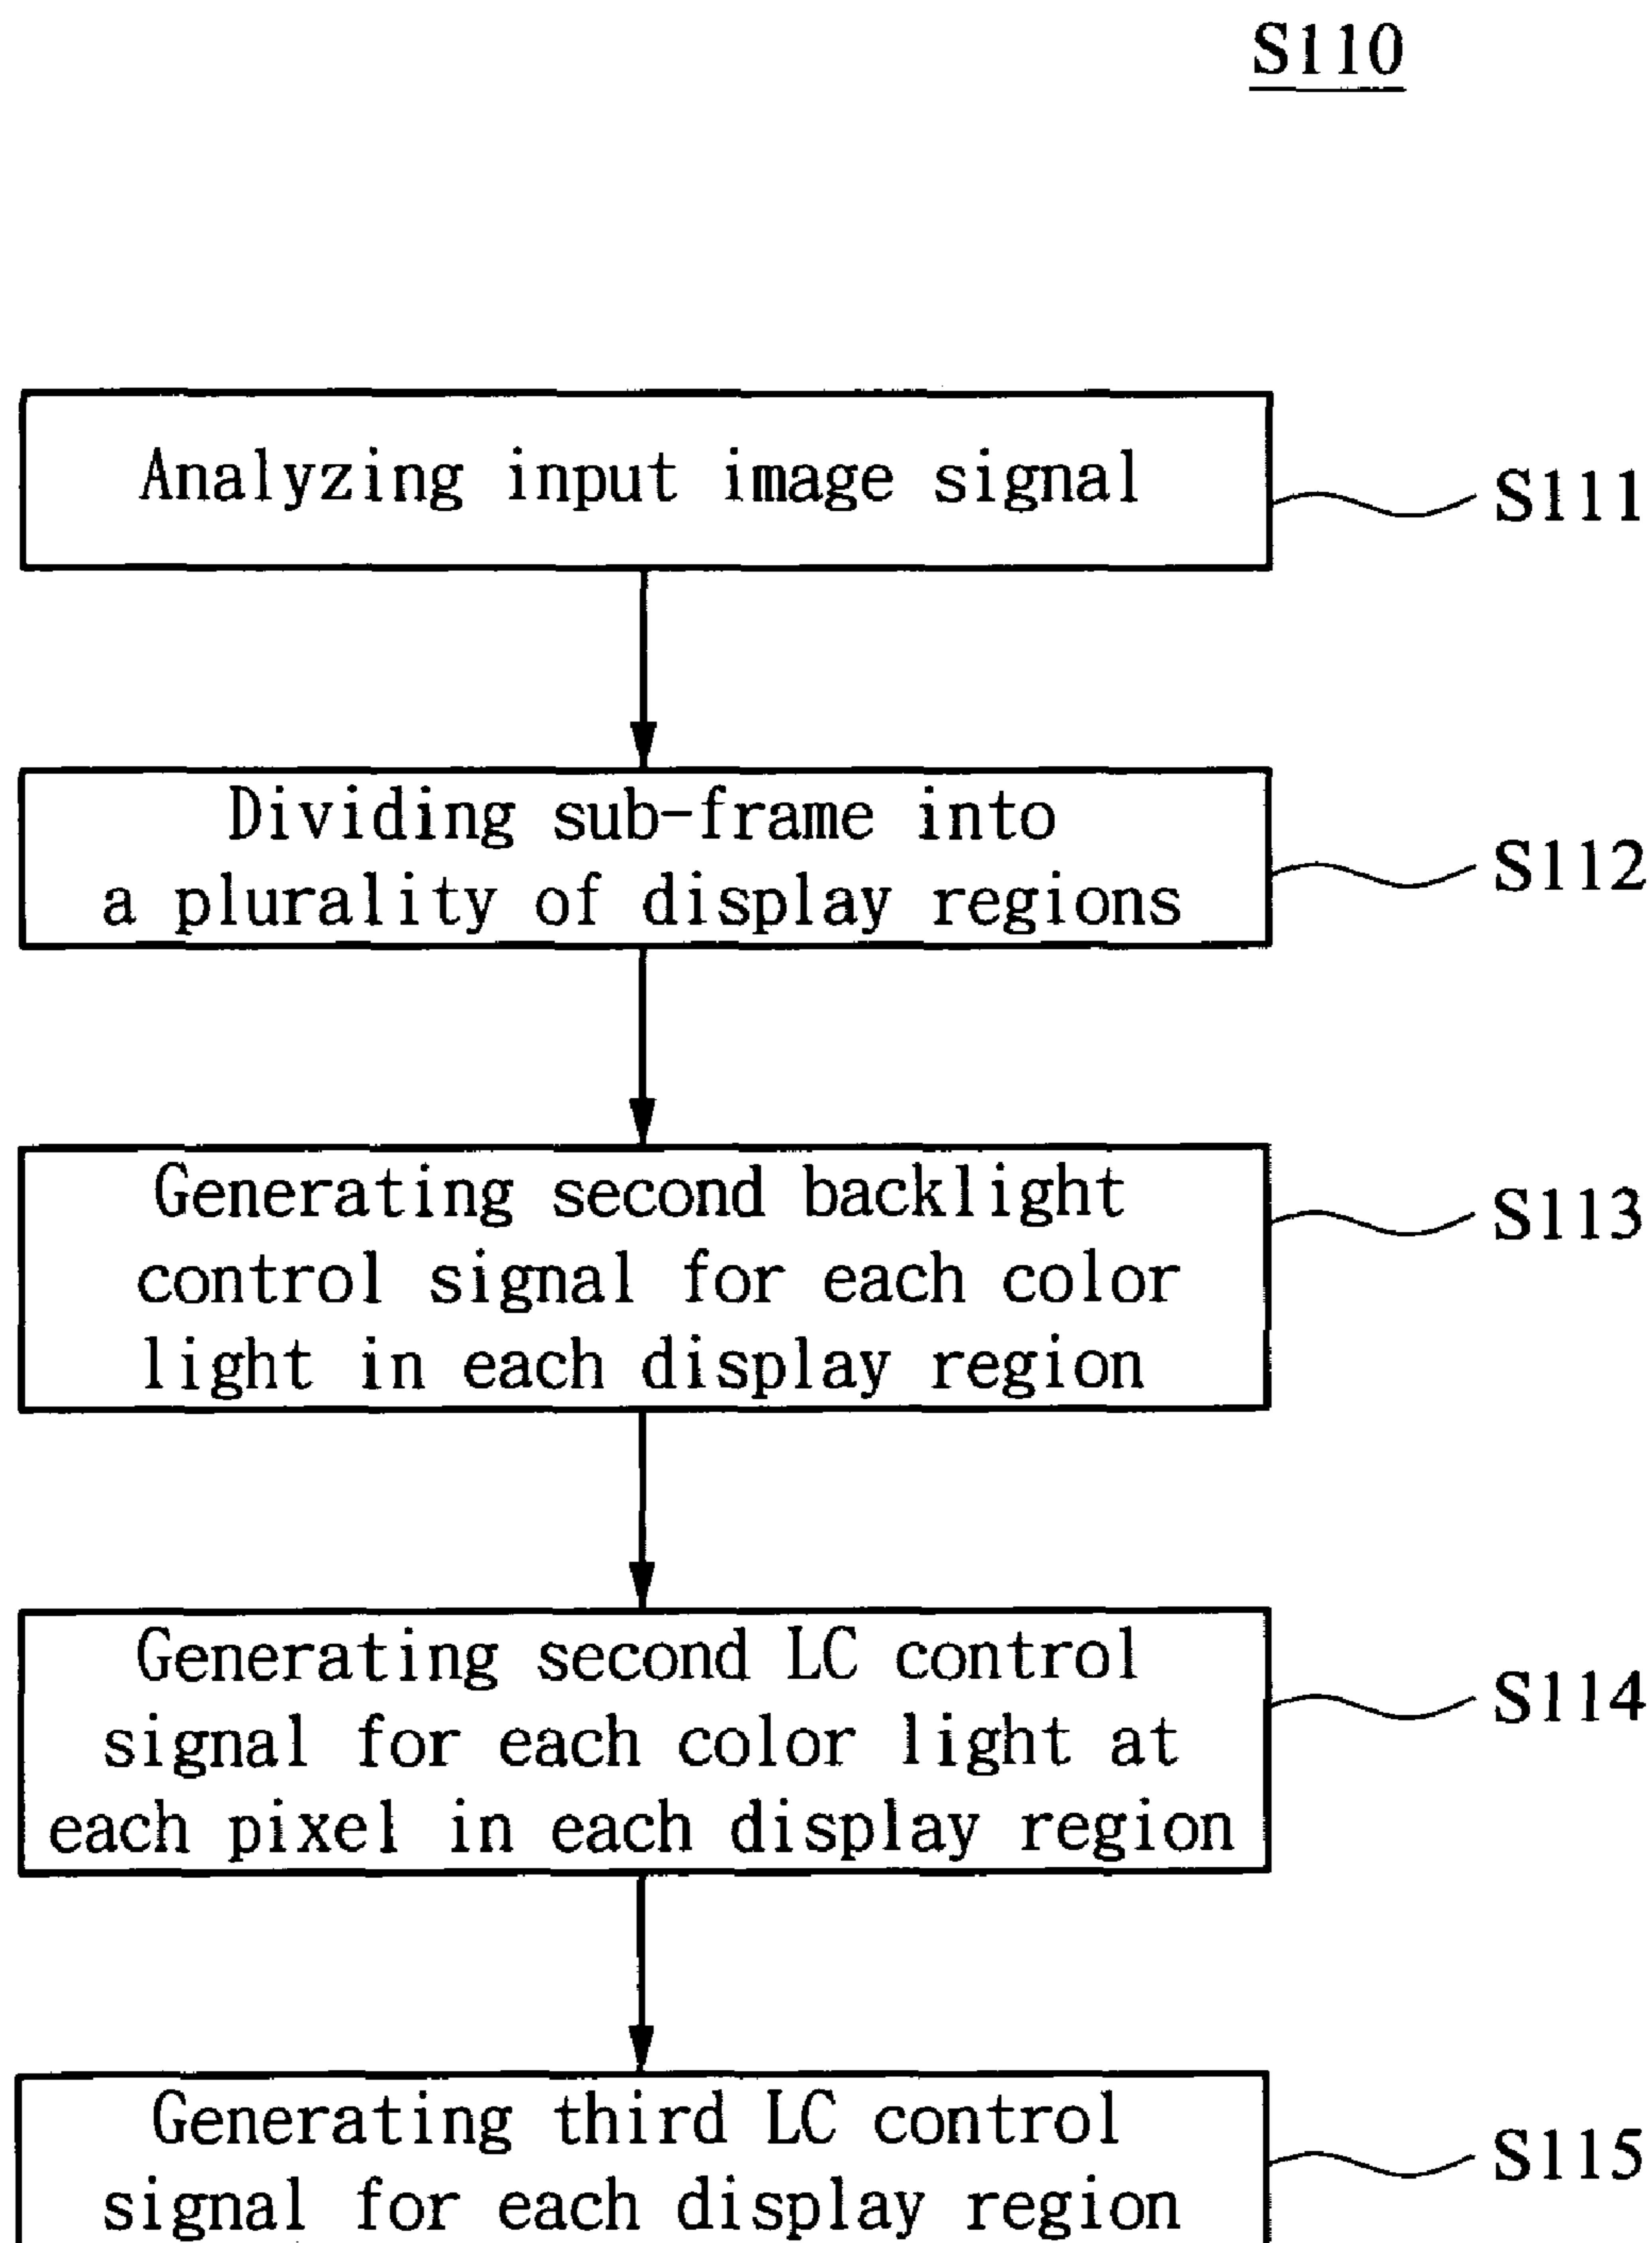 S110
Analyzing input image signal
S111
Dividing sub-frame into
a plurality of display regions
S112
Generating second backlight
control signal for each color
light in each display region
S113
Generating second LC control
signal for each color light at
each pixel in each display region
S114
Generating third LC control
signal for each display region
S115